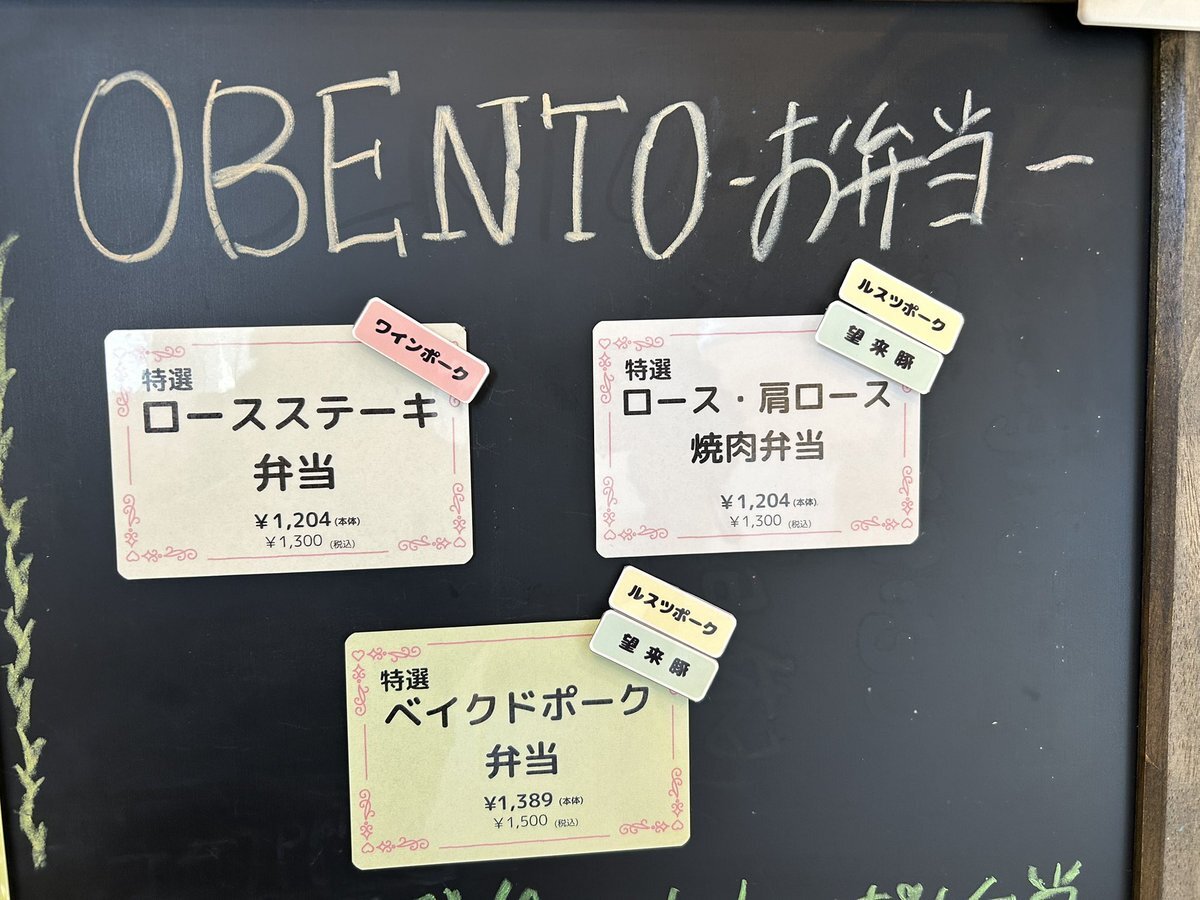 OBENTO -お弁当-
ワインポーク
特選
ロースステーキ
弁当
¥1,204(本体)
¥1,300(税込)
ルスツポーク
望来豚
特選
ロース・肩ロース
焼肉弁当
¥1,204(本体)
¥1,300(税込)
ルスツポーク
望来豚
特選
ベイクドポーク
弁当
¥1,389(本体)
¥1,500(税込)